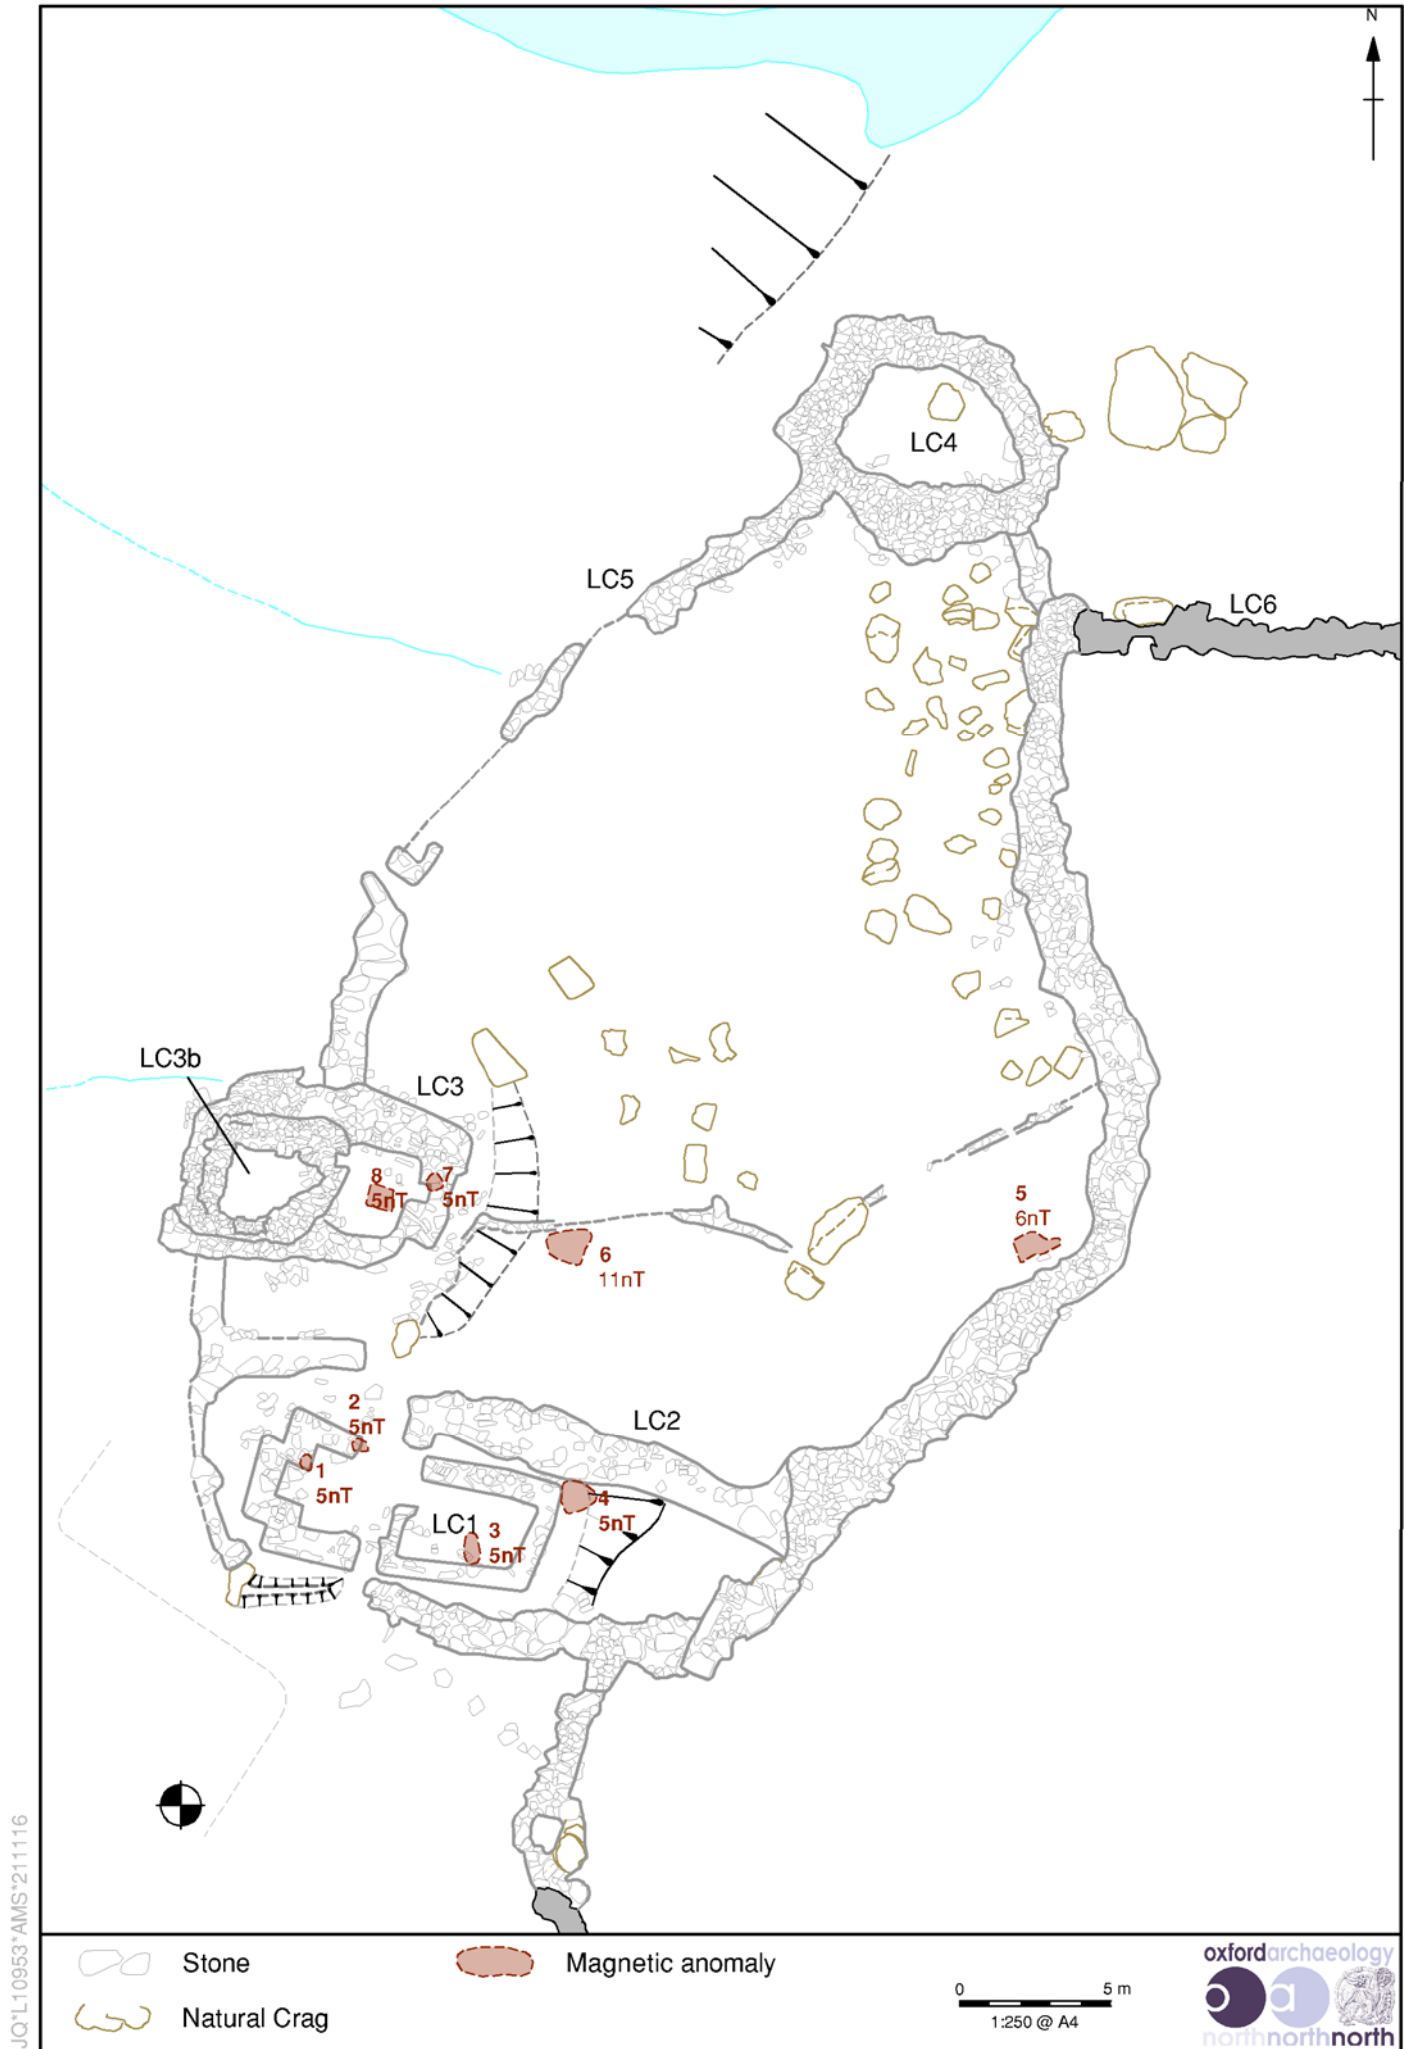 N
LC4
LC5
LC6
LC3b
LC3
8
5nT
7
5nT
5
6nT
6
11nT
2
5nT
LC2
1
5nT
4
5nT
LC1
3
5nT
JQ*L10953*AMS*211116
Stone
Magnetic anomaly
Natural Crag
0 5 m
1:250 @ A4
oxfordarchaeology
oa
northnorthnorth